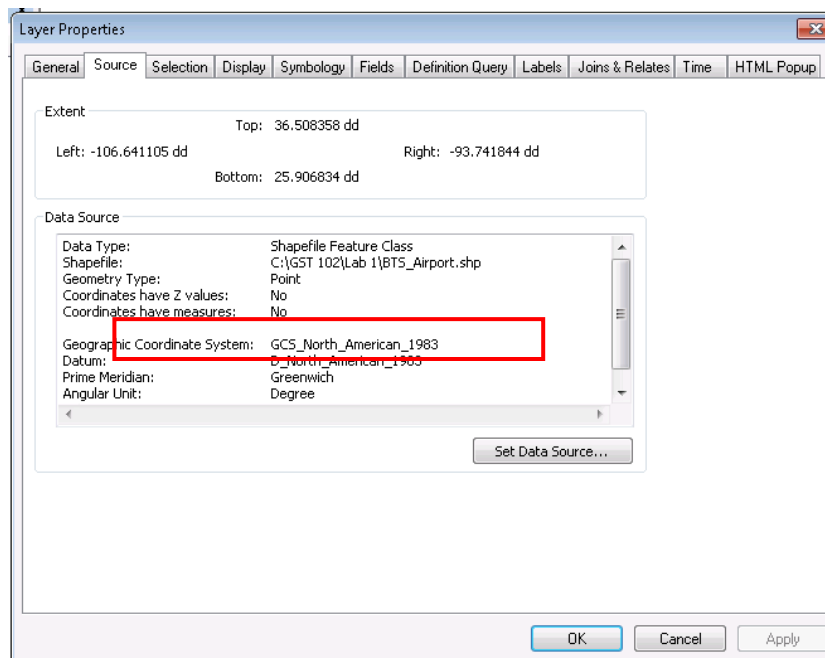 Layer Properties
General Source Selection Display Symbology Fields Definition Query Labels Joins & Relates Time HTML Popup
Extent
Top: 36.508358 dd
Left: -106.641105 dd Right: -93.741844 dd
Bottom: 25.906834 dd
Data Source
Data Type: Shapefile Feature Class
Shapefile: C:\GST 102\Lab 1\BTS_Airport.shp
Geometry Type: Point
Coordinates have Z values: No
Coordinates have measures: No
Geographic Coordinate System: GCS_North_American_1983
Datum: D_North_American_1983
Prime Meridian: Greenwich
Angular Unit: Degree
Set Data Source...
OK Cancel Apply